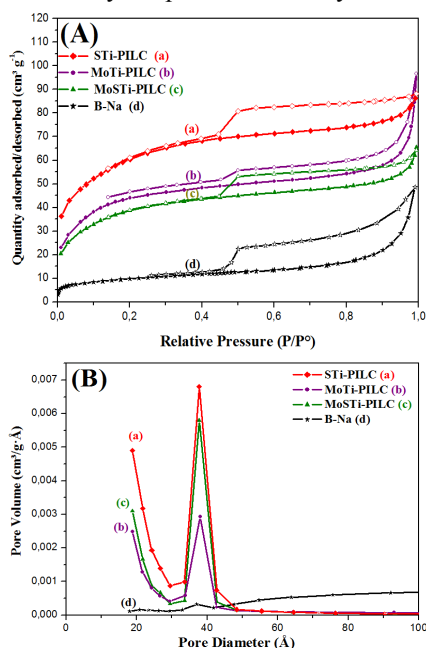 (A)
STi-PILC (a)
MoTi-PILC (b)
MoSTi-PILC (c)
B-Na (d)
Quantity adsorbed/desorbed (cm³ g⁻¹)
120
110
100
90
80
70
60
50
40
30
20
10
0
(a)
(b)
(c)
(d)
0,0 0,2 0,4 0,6 0,8 1,0
Relative Pressure (P/P°)
(B)
STi-PILC (a)
MoTi-PILC (b)
MoSTi-PILC (c)
B-Na (d)
Pore Volume (cm³/g·Å)
0,007
0,006
0,005
0,004
0,003
0,002
0,001
0,000
(a)
(c)
(b)
(d)
0 20 40 60 80 100
Pore Diameter (Å)